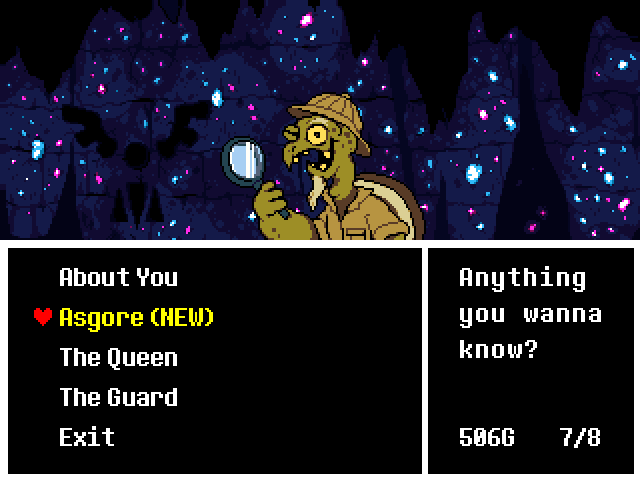 About You
Asgore (NEW)
The Queen
The Guard
Exit
Anything
you wanna
know?
506G 7/8